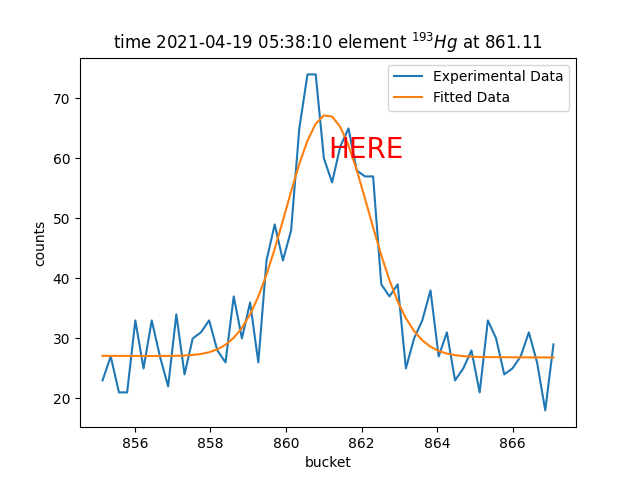 time 2021-04-19 05:38:10 element ¹⁹³Hg at 861.11
Experimental Data
Fitted Data
HERE
counts
70
60
50
40
30
20
856 858 860 862 864 866
bucket